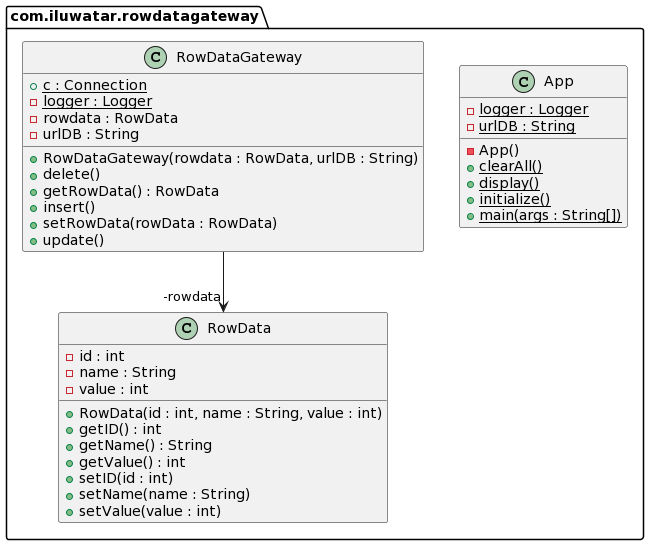 com.iluwatar.rowdatagateway
C RowDataGateway
c : Connection
logger : Logger
rowdata : RowData
urlDB : String
RowDataGateway(rowdata : RowData, urlDB : String)
delete()
getRowData() : RowData
insert()
setRowData(rowData : RowData)
update()
C App
logger : Logger
urlDB : String
App()
clearAll()
display()
initialize()
main(args : String[])
-rowdata
C RowData
id : int
name : String
value : int
RowData(id : int, name : String, value : int)
getID() : int
getName() : String
getValue() : int
setID(id : int)
setName(name : String)
setValue(value : int)